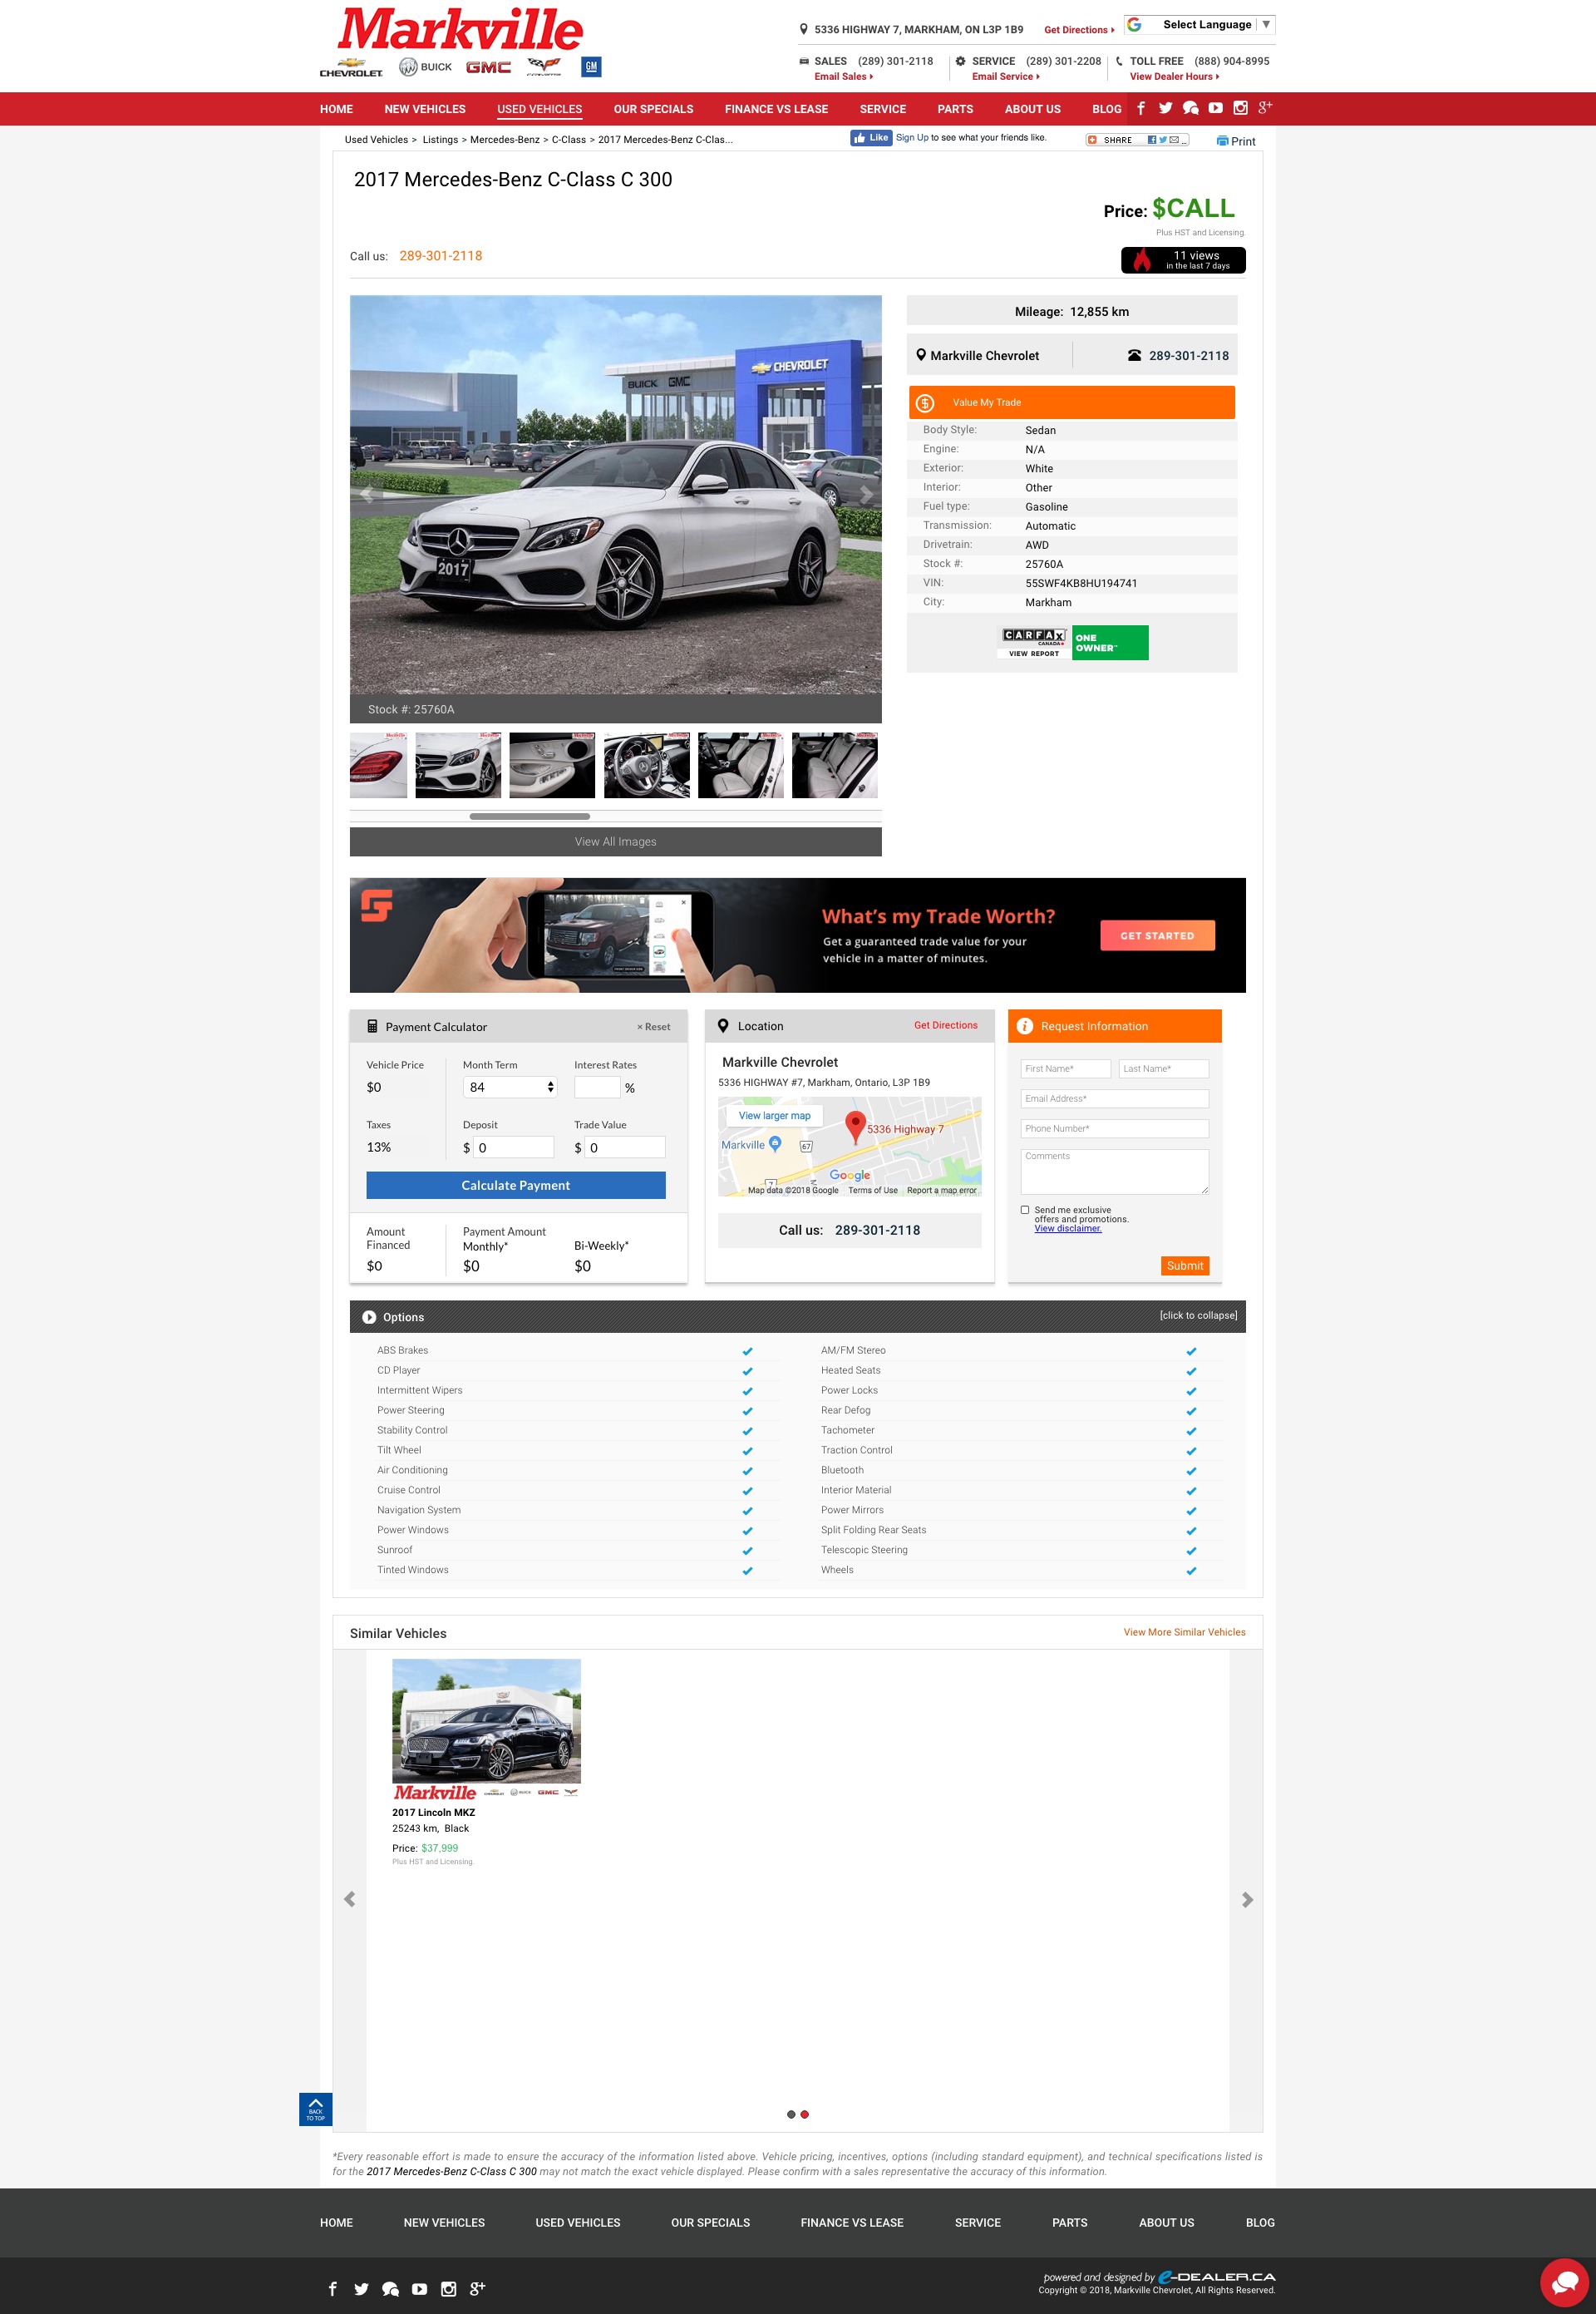 Markville
CHEVROLET BUICK GMC CORVETTE GM
5336 HIGHWAY 7, MARKHAM, ON L3P 1B9 Get Directions Select Language ▼
SALES (289) 301-2118 SERVICE (289) 301-2208 TOLL FREE (888) 904-8995
Email Sales Email Service View Dealer Hours
HOME NEW VEHICLES USED VEHICLES OUR SPECIALS FINANCE VS LEASE SERVICE PARTS ABOUT US BLOG
Used Vehicles > Listings > Mercedes-Benz > C-Class > 2017 Mercedes-Benz C-Clas... Like Sign Up to see what your friends like. SHARE ... Print
2017 Mercedes-Benz C-Class C 300
Price: $CALL
Plus HST and Licensing.
Call us: 289-301-2118
11 views
in the last 7 days
BUICK GMC CHEVROLET
2017
Stock #: 25760A
View All Images
Mileage: 12,855 km
Markville Chevrolet 289-301-2118
Value My Trade
Body Style: Sedan
Engine: N/A
Exterior: White
Interior: Other
Fuel type: Gasoline
Transmission: Automatic
Drivetrain: AWD
Stock #: 25760A
VIN: 55SWF4KB8HU194741
City: Markham
CARFAX CANADA
VIEW REPORT
ONE OWNER™
What's my Trade Worth?
Get a guaranteed trade value for your
vehicle in a matter of minutes.
GET STARTED
Payment Calculator × Reset
Vehicle Price Month Term Interest Rates
$0 84 %
Taxes Deposit Trade Value
13% $ 0 $ 0
Calculate Payment
Amount Financed Payment Amount
Monthly* Bi-Weekly*
$0 $0 $0
Location Get Directions
Markville Chevrolet
5336 HIGHWAY #7, Markham, Ontario, L3P 1B9
View larger map
5336 Highway 7
Markville 67
7
Google
Map data ©2018 Google Terms of Use Report a map error
Call us: 289-301-2118
Request Information
First Name* Last Name*
Email Address*
Phone Number*
Comments
Send me exclusive
offers and promotions.
View disclaimer.
Submit
Options [click to collapse]
ABS Brakes AM/FM Stereo
CD Player Heated Seats
Intermittent Wipers Power Locks
Power Steering Rear Defog
Stability Control Tachometer
Tilt Wheel Traction Control
Air Conditioning Bluetooth
Cruise Control Interior Material
Navigation System Power Mirrors
Power Windows Split Folding Rear Seats
Sunroof Telescopic Steering
Tinted Windows Wheels
Similar Vehicles View More Similar Vehicles
Markville CHEVROLET BUICK GMC
2017 Lincoln MKZ
25243 km, Black
Price: $37,999
Plus HST and Licensing.
BACK
TO TOP
*Every reasonable effort is made to ensure the accuracy of the information listed above. Vehicle pricing, incentives, options (including standard equipment), and technical specifications listed is
for the 2017 Mercedes-Benz C-Class C 300 may not match the exact vehicle displayed. Please confirm with a sales representative the accuracy of this information.
HOME NEW VEHICLES USED VEHICLES OUR SPECIALS FINANCE VS LEASE SERVICE PARTS ABOUT US BLOG
powered and designed by e-DEALER.CA
Copyright © 2018, Markville Chevrolet, All Rights Reserved.